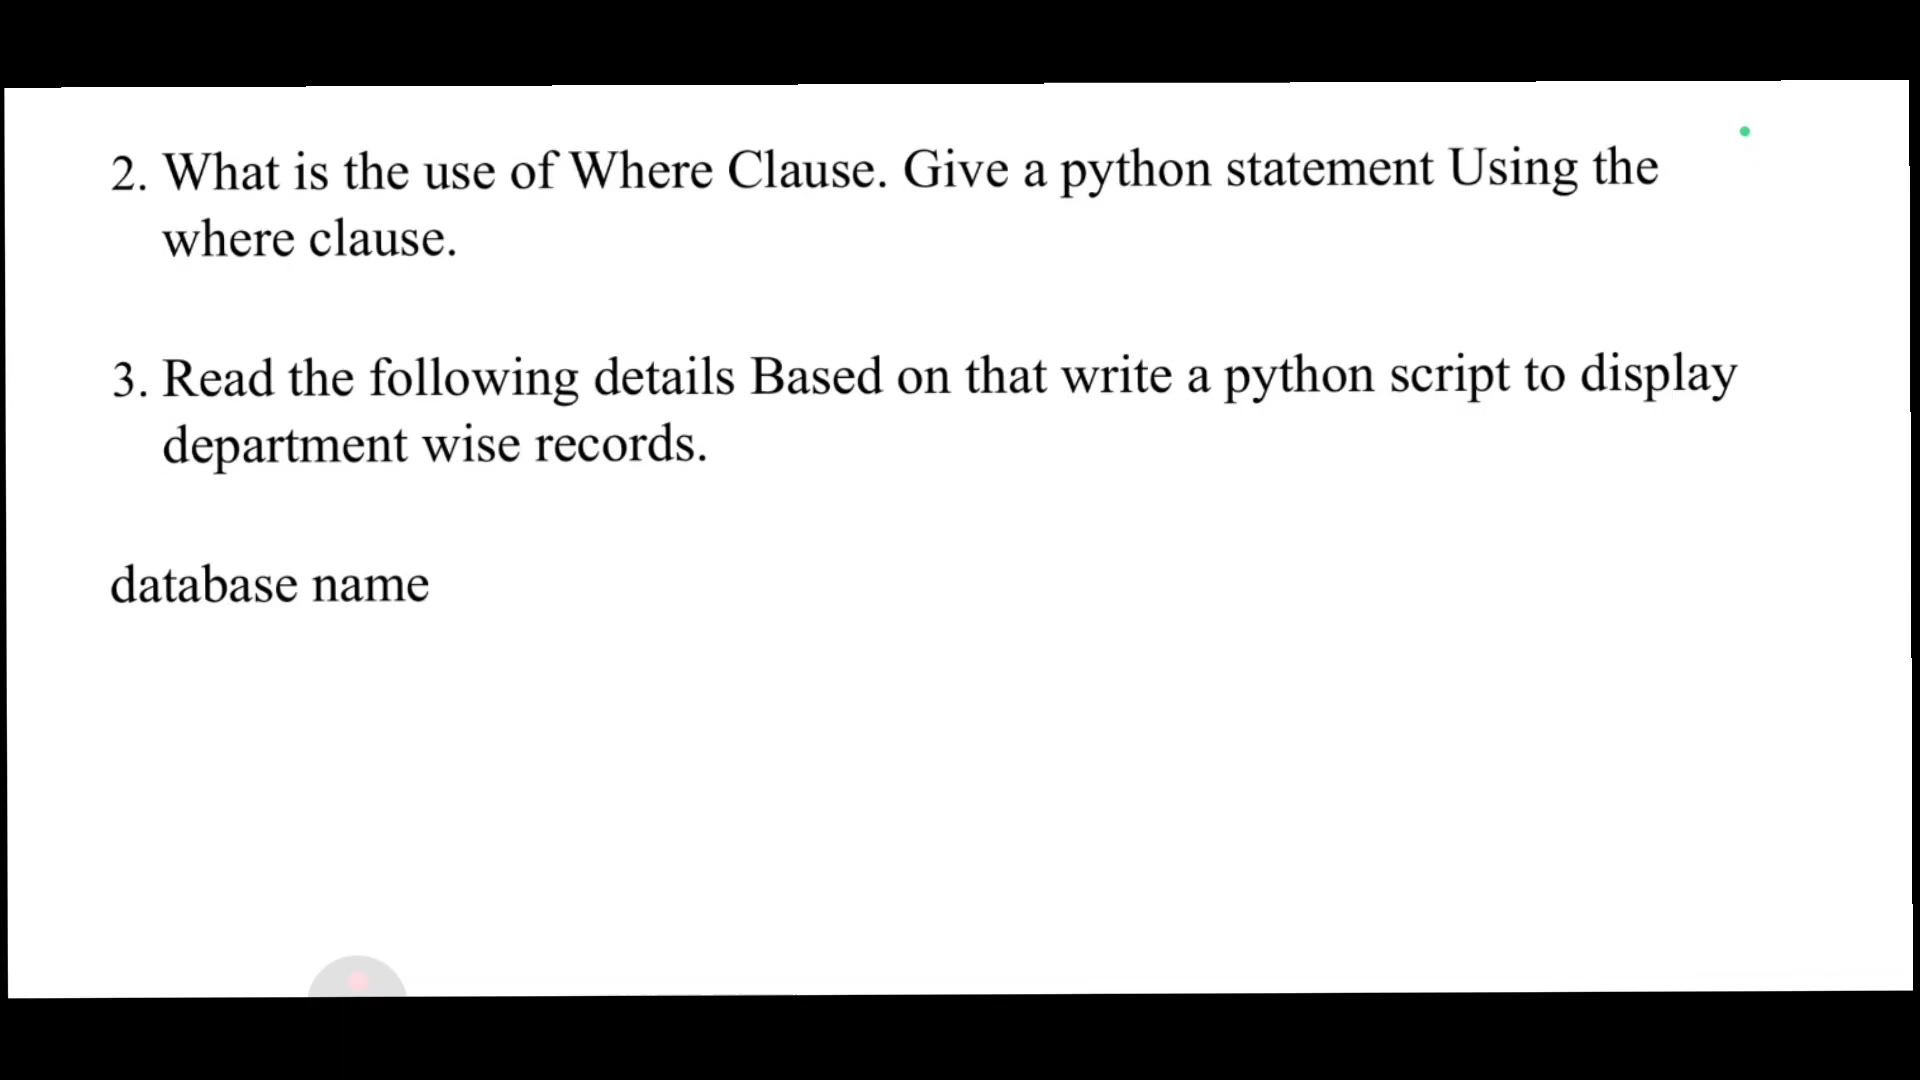 2. What is the use of Where Clause. Give a python statement Using the
where clause.
3. Read the following details Based on that write a python script to display
department wise records.
database name